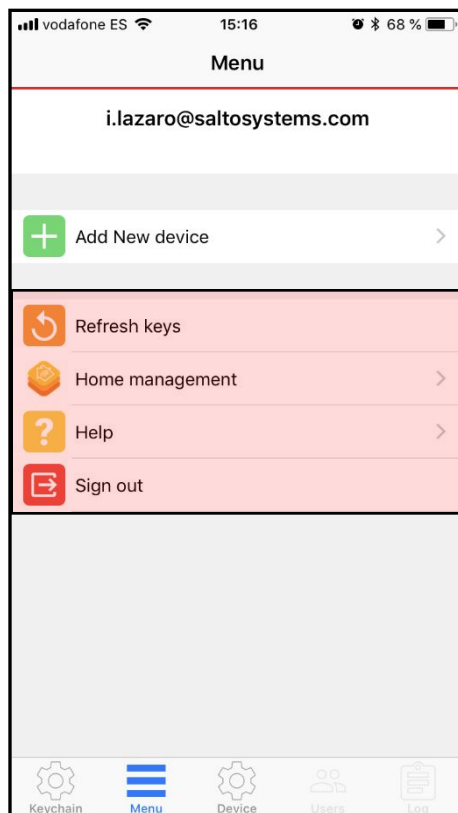 vodafone ES 15:16 68 %
Menu
i.lazaro@saltosystems.com
Add New device
Refresh keys
Home management
Help
Sign out
Keychain Menu Device Users Log